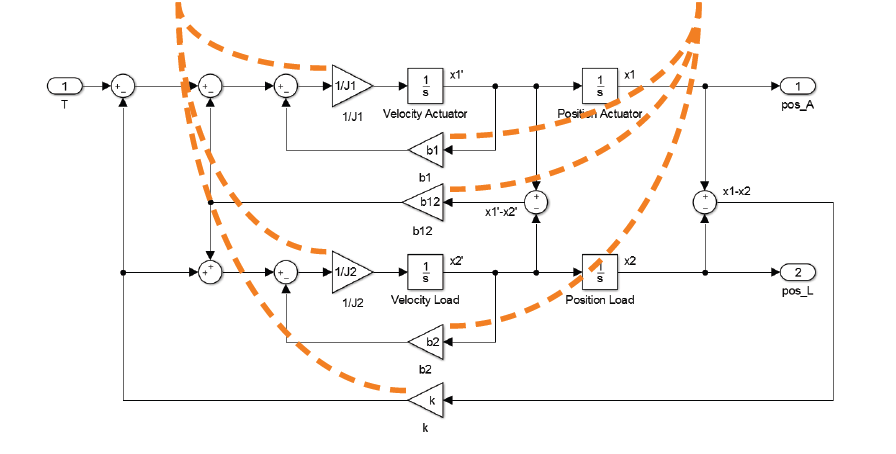 1
T
1/J1
1/J1
1
s
x1'
Velocity Actuator
1
s
x1
Position Actuator
1
pos_A
b1
b1
b12
b12
x1'-x2'
x1-x2
1/J2
1/J2
1
s
x2'
Velocity Load
1
s
x2
Position Load
2
pos_L
b2
b2
k
k